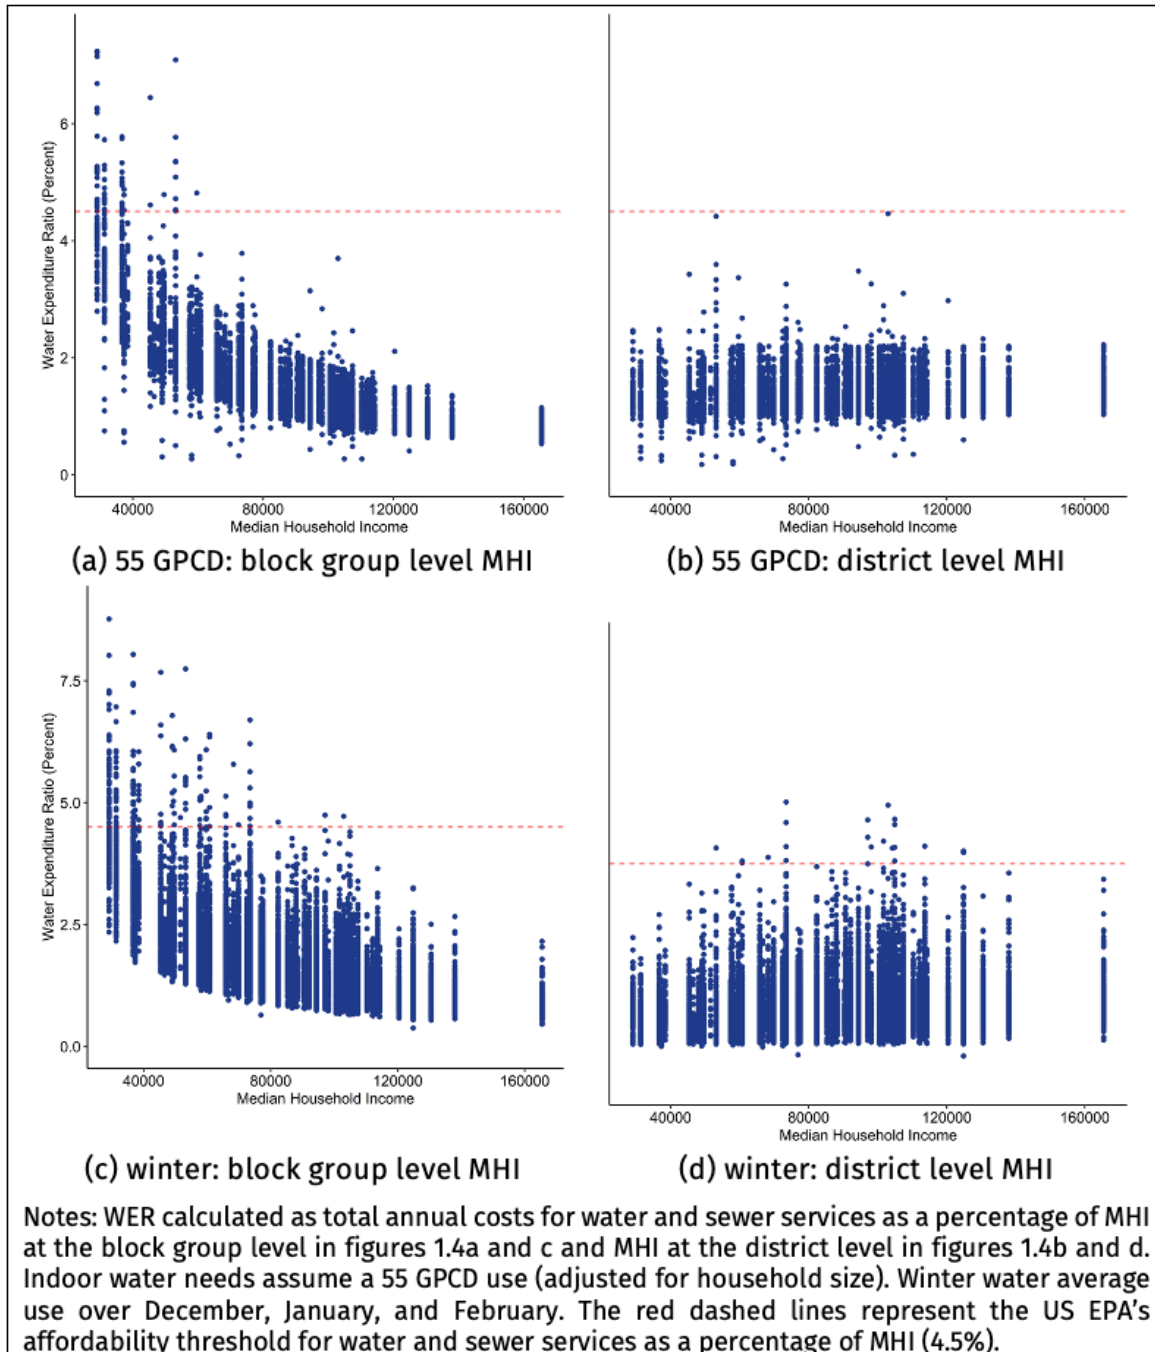 Water Expenditure Ratio (Percent)
6
4
2
0
40000 80000 120000 160000
Median Household Income
40000 80000 120000 160000
Median Household Income
(a) 55 GPCD: block group level MHI
(b) 55 GPCD: district level MHI
Water Expenditure Ratio (Percent)
7.5
5.0
2.5
0.0
40000 80000 120000 160000
Median Household Income
40000 80000 120000 160000
Median Household Income
(c) winter: block group level MHI
(d) winter: district level MHI
Notes: WER calculated as total annual costs for water and sewer services as a percentage of MHI
at the block group level in figures 1.4a and c and MHI at the district level in figures 1.4b and d.
Indoor water needs assume a 55 GPCD use (adjusted for household size). Winter water average
use over December, January, and February. The red dashed lines represent the US EPA's
affordability threshold for water and sewer services as a percentage of MHI (4.5%).